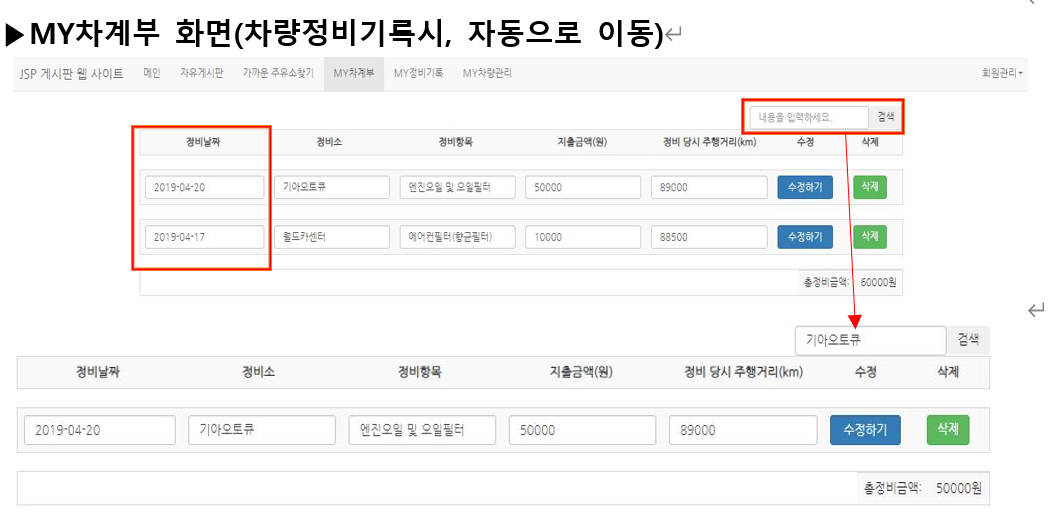 ▶MY차계부 화면(차량정비기록시, 자동으로 이동)↵
JSP 게시판 웹 사이트 메인 자유게시판 가까운 주유소찾기 MY차계부 MY정비기록 MY차량관리 회원관리
내용을 입력하세요. 검색
정비날짜 정비소 정비항목 지출금액(원) 정비 당시 주행거리(km) 수정 삭제
2019-04-20 기아오토큐 엔진오일 및 오일필터 50000 89000 수정하기 삭제
2019-04-17 월드카센터 에어컨필터(향균필터) 10000 88500 수정하기 삭제
총정비금액: 60000원
↵
기아오토큐 검색
정비날짜 정비소 정비항목 지출금액(원) 정비 당시 주행거리(km) 수정 삭제
2019-04-20 기아오토큐 엔진오일 및 오일필터 50000 89000 수정하기 삭제
총정비금액: 50000원